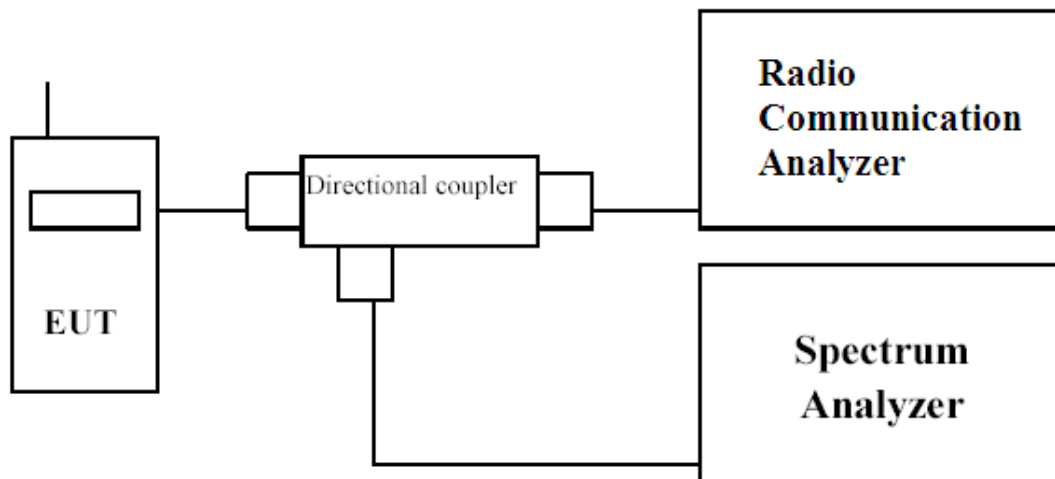 Radio
Communication
Analyzer
Directional coupler
EUT
Spectrum
Analyzer